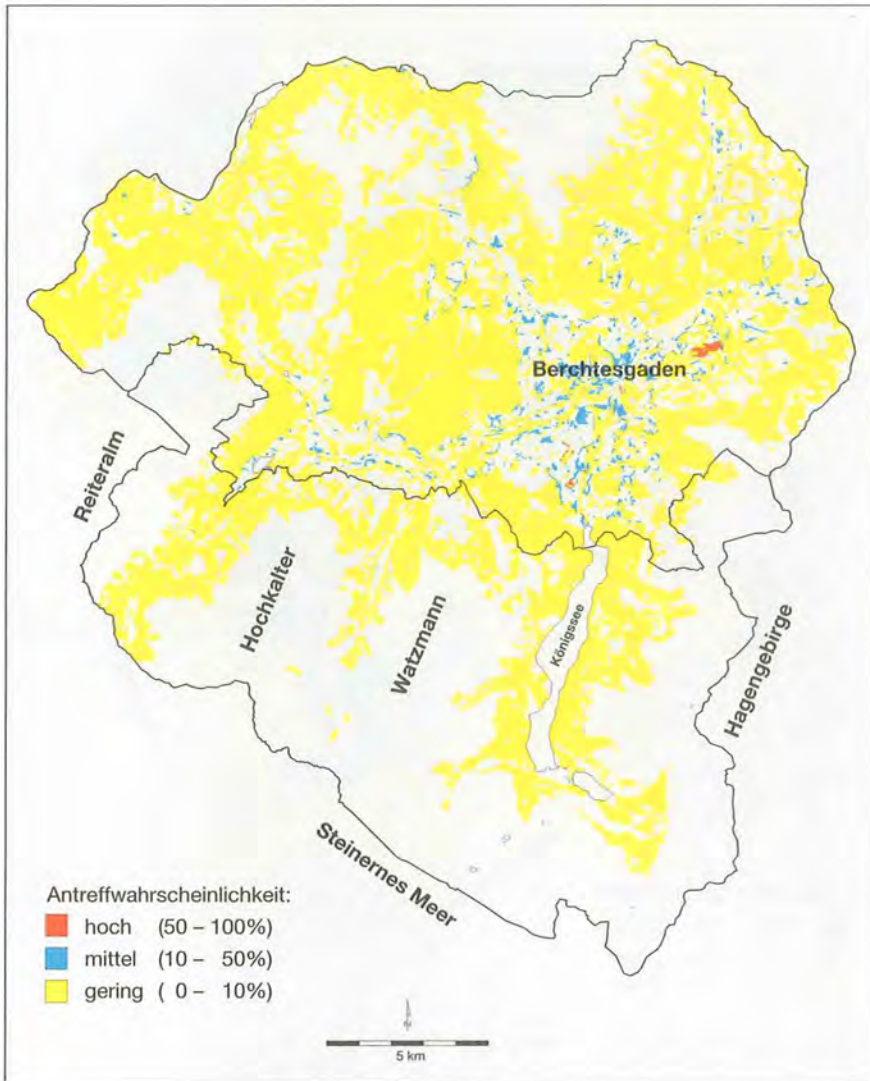 Berchtesgaden
Reiteralm
Hochkalter
Watzmann
Königssee
Hagengebirge
Steinernes Meer
Antreffwahrscheinlichkeit:
hoch (50 – 100%)
mittel (10 – 50%)
gering ( 0 – 10%)
N
5 km